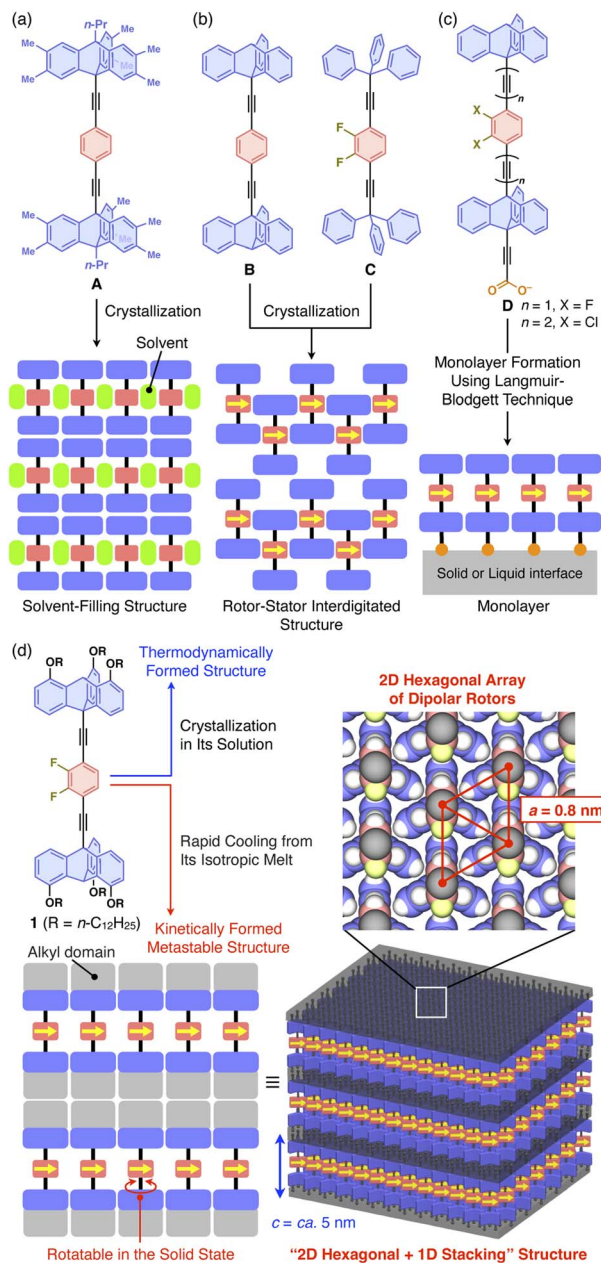 (a)
n-Pr
Me
Me
Me
Me
Me
Me
Me
Me
Me
Me
Me
Me
n-Pr
A
Crystallization
Solvent
Solvent-Filling Structure
(b)
F
F
B
C
Crystallization
Rotor-Stator Interdigitated
Structure
(c)
n
X
X
n
O
O−
D
n = 1, X = F
n = 2, X = Cl
Monolayer Formation
Using Langmuir-
Blodgett Technique
Solid or Liquid interface
Monolayer
(d)
OR
OR
OR
F
F
OR
OR
OR
1 (R = n-C12H25)
Thermodynamically
Formed Structure
Crystallization
in Its Solution
Rapid Cooling from
Its Isotropic Melt
Kinetically Formed
Metastable Structure
2D Hexagonal Array
of Dipolar Rotors
a = 0.8 nm
Alkyl domain
≡
c = ca. 5 nm
Rotatable in the Solid State
“2D Hexagonal + 1D Stacking” Structure